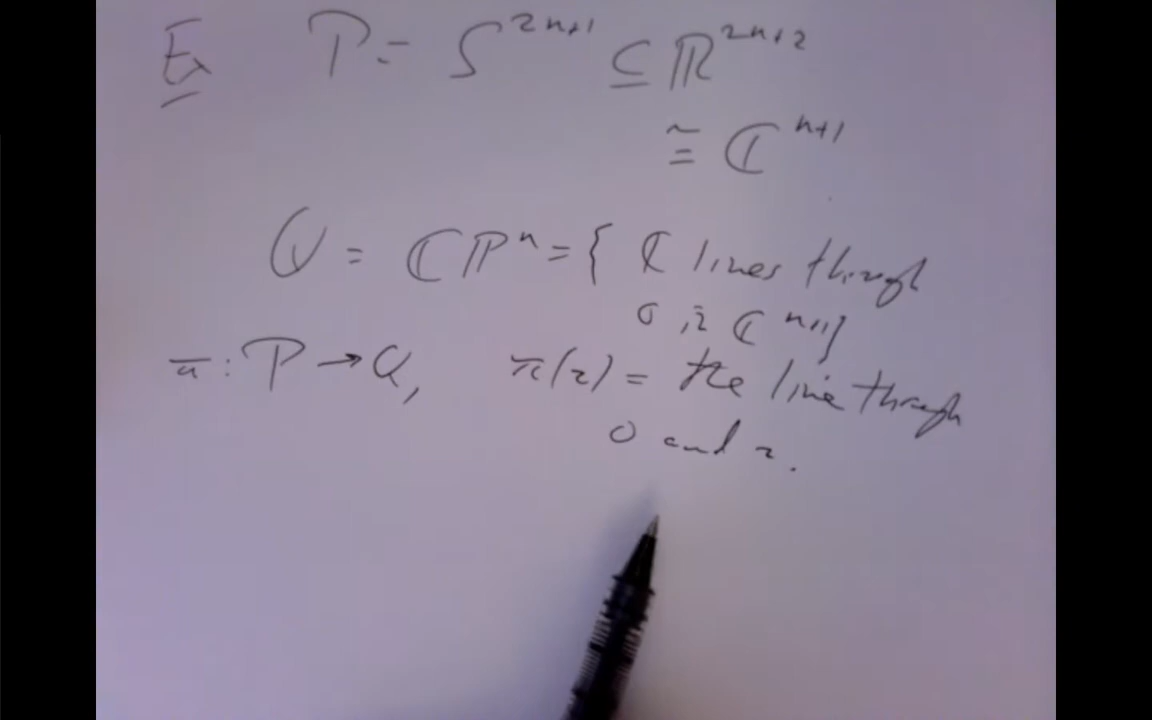 Ex P = S^{2n+1} ⊆ ℝ^{2n+2}
≅ ℂ^{n+1}
Q = ℂℙ^n = { ℂ lines through
0 in ℂ^{n+1}}
π : P → Q, π(z) = the line through
0 and z.